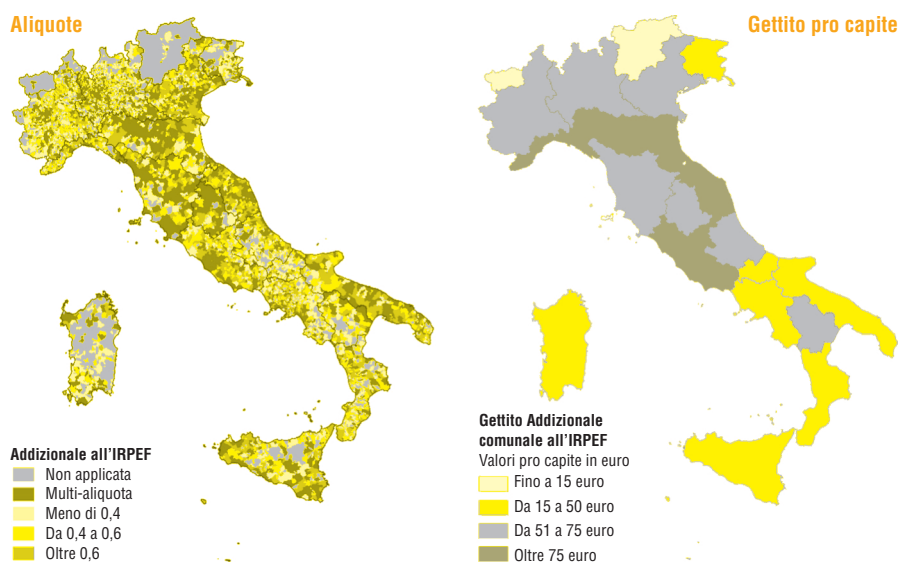 Aliquote
Addizionale all'IRPEF
Non applicata
Multi-aliquota
Meno di 0,4
Da 0,4 a 0,6
Oltre 0,6
Gettito pro capite
Gettito Addizionale
comunale all'IRPEF
Valori pro capite in euro
Fino a 15 euro
Da 15 a 50 euro
Da 51 a 75 euro
Oltre 75 euro